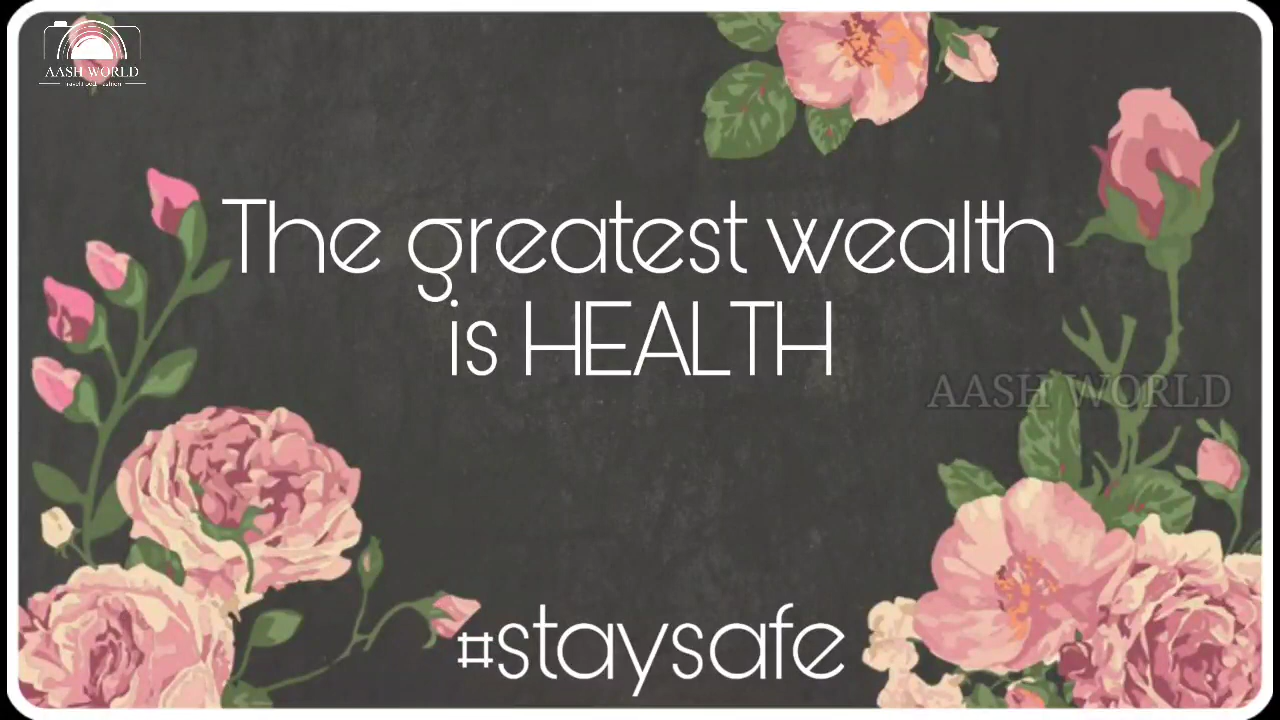 AASH WORLD
The greatest wealth
is HEALTH
AASH WORLD
#staysafe